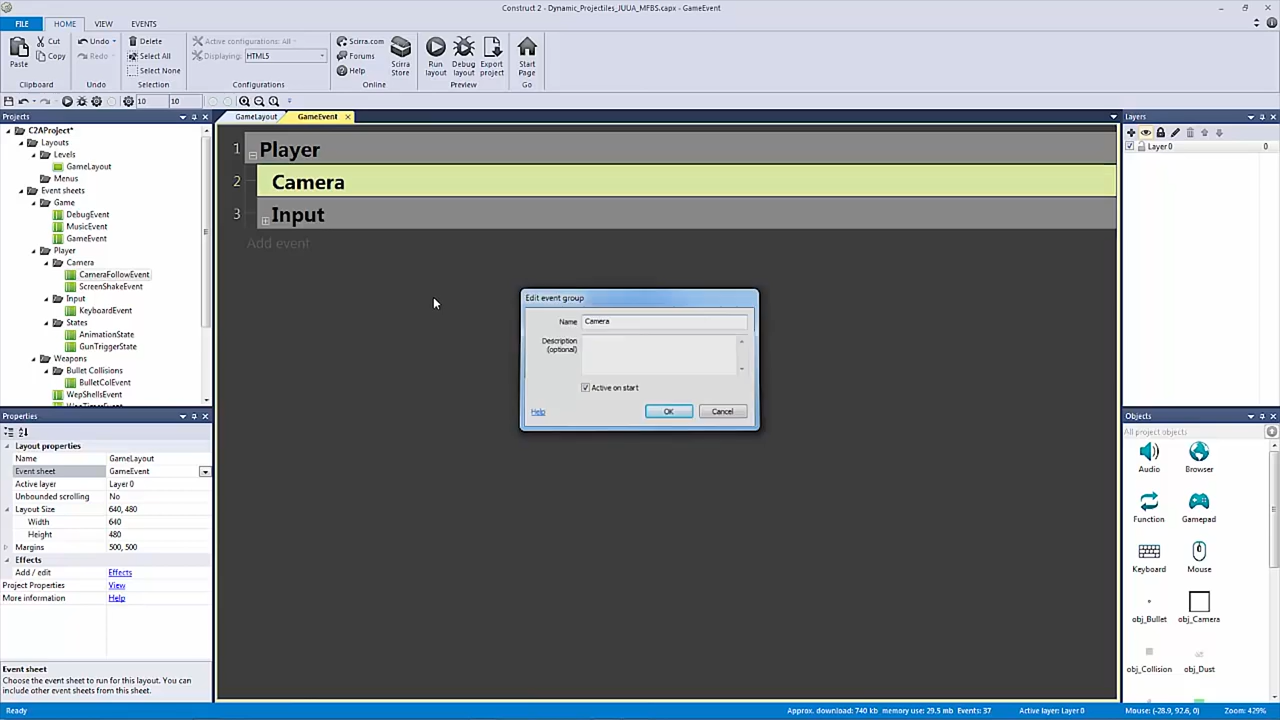 Construct 2 - Dynamic_Projectiles_JUUA_MFBS.capx - GameEvent
FILE HOME VIEW EVENTS
Paste
Cut
Copy
Clipboard
Undo
Redo
Undo
Delete
Select All
Select None
Selection
Active configurations: All
Displaying: HTML5
Configurations
Scirra.com
Forums
Help
Scirra Store
Online
Run layout
Debug layout
Export project
Preview
Start Page
Go
10 10
Projects
C2AProject*
Layouts
Levels
GameLayout
Menus
Event sheets
Game
DebugEvent
MusicEvent
GameEvent
Player
Camera
CameraFollowEvent
ScreenShakeEvent
Input
KeyboardEvent
States
AnimationState
GunTriggerState
Weapons
Bullet Collisions
BulletColEvent
WepShellsEvent
Properties
Layout properties
Name GameLayout
Event sheet GameEvent
Active layer Layer 0
Unbounded scrolling No
Layout Size 640, 480
Width 640
Height 480
Margins 500, 500
Effects
Add / edit Effects
Project Properties View
More information Help
Event sheet
Choose the event sheet to run for this layout. You can
include other event sheets from this sheet.
GameLayout GameEvent
1 Player
2 Camera
3 Input
Add event
Edit event group
Name Camera
Description
(optional)
Active on start
Help OK Cancel
Layers
Layer 0 0
Objects
All project objects
Audio Browser
Function Gamepad
Keyboard Mouse
obj_Bullet obj_Camera
obj_Collision obj_Dust
Ready
Approx. download: 740 kb memory use: 29.5 mb Events: 37 Active layer: Layer 0 Mouse: (-28.9, 92.6, 0) Zoom: 429%